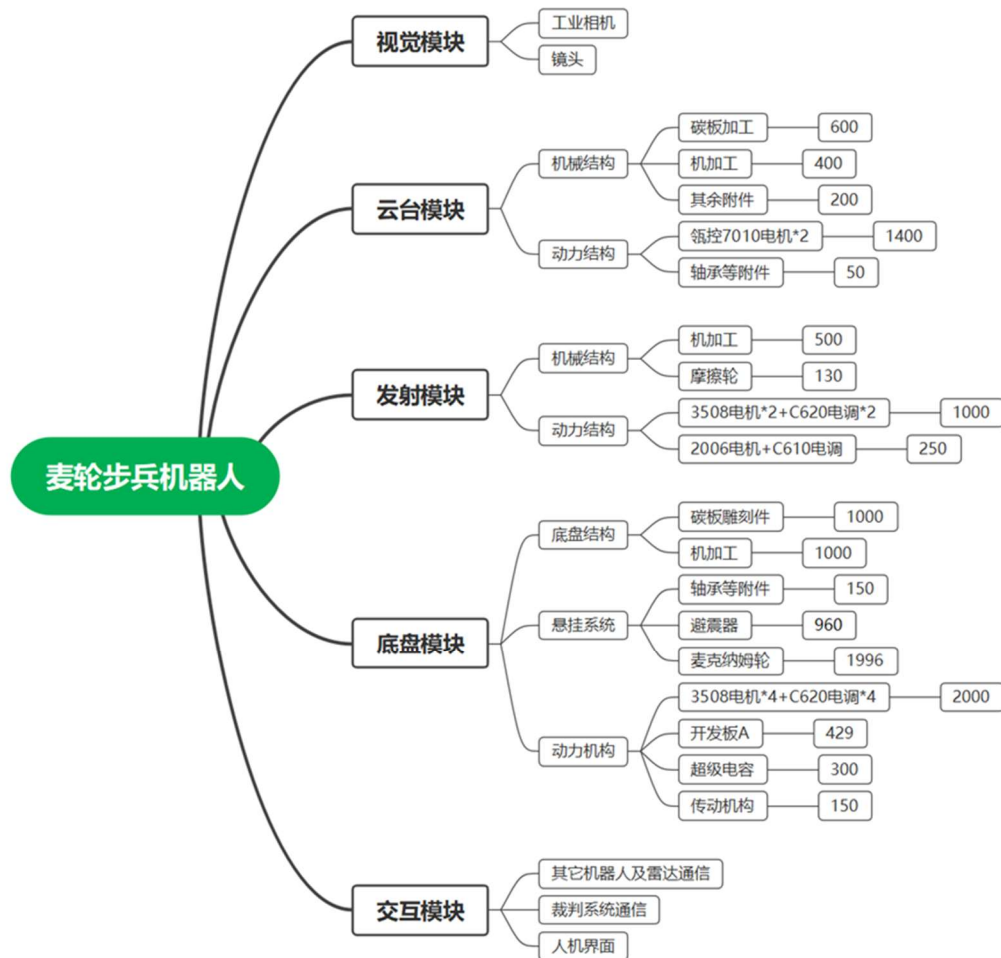 麦轮步兵机器人
视觉模块
工业相机
镜头
云台模块
机械结构
碳板加工 600
机加工 400
其余附件 200
动力结构
瓴控7010电机*2 1400
轴承等附件 50
发射模块
机械结构
机加工 500
摩擦轮 130
动力结构
3508电机*2+C620电调*2 1000
2006电机+C610电调 250
底盘模块
底盘结构
碳板雕刻件 1000
机加工 1000
悬挂系统
轴承等附件 150
避震器 960
麦克纳姆轮 1996
动力机构
3508电机*4+C620电调*4 2000
开发板A 429
超级电容 300
传动机构 150
交互模块
其它机器人及雷达通信
裁判系统通信
人机界面